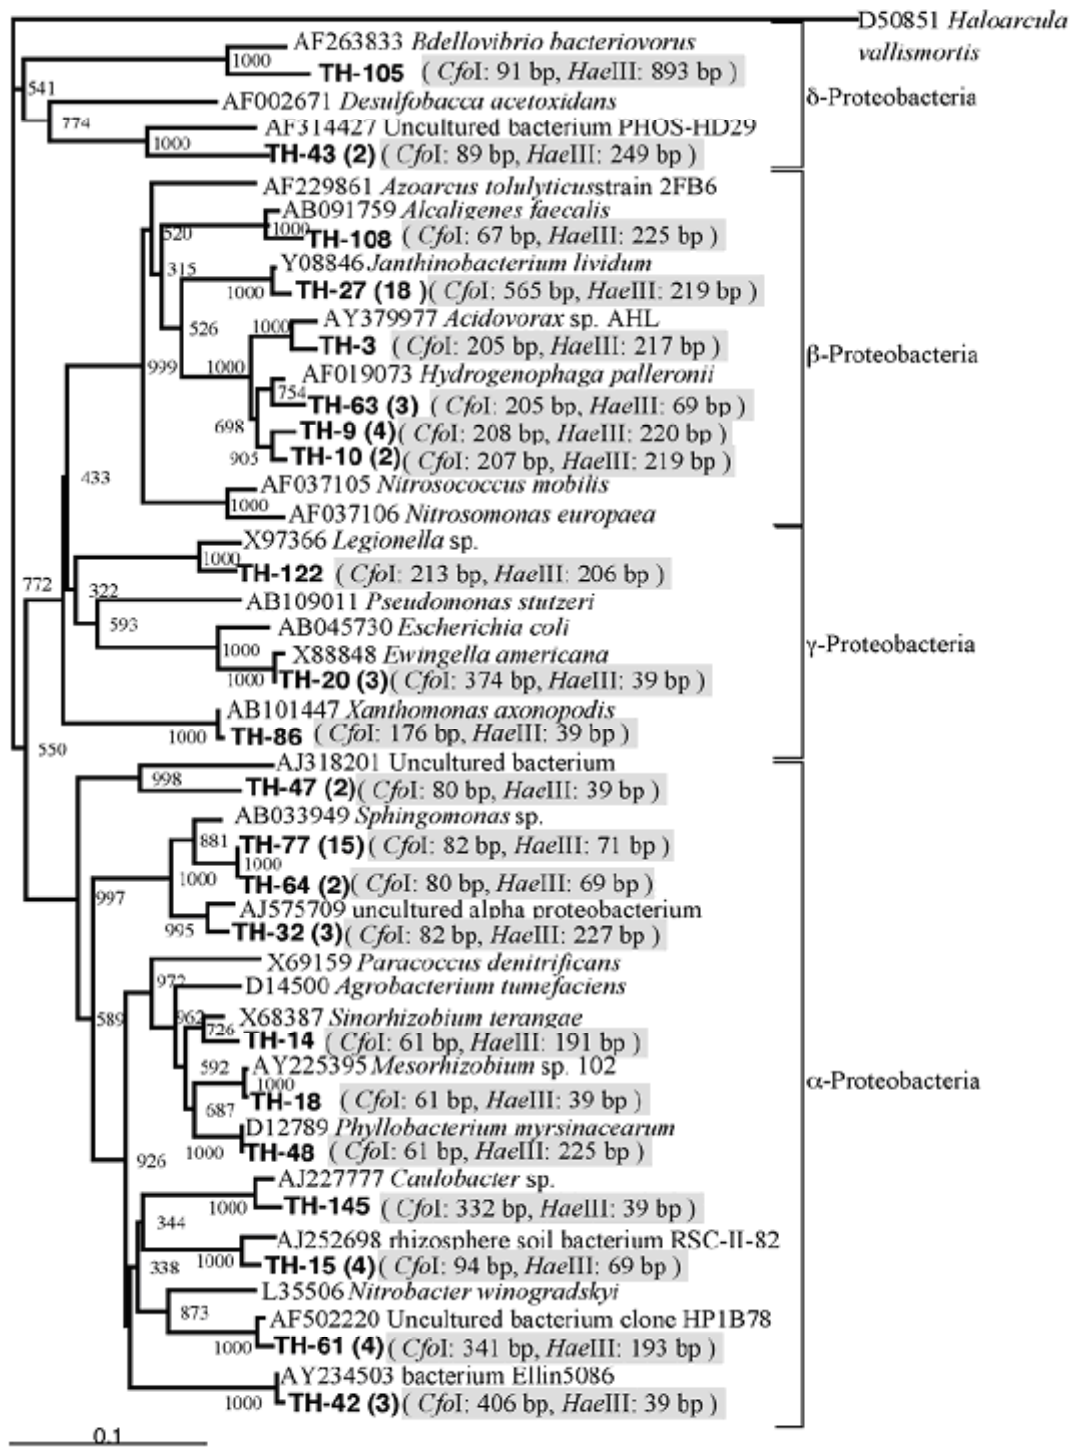 D50851 Haloarcula
vallismortis
AF263833 Bdellovibrio bacteriovorus
1000
TH-105 ( CfoI: 91 bp, HaeIII: 893 bp )
541
δ-Proteobacteria
AF002671 Desulfobacca acetoxidans
774
AF314427 Uncultured bacterium PHOS-HD29
1000
TH-43 (2) ( CfoI: 89 bp, HaeIII: 249 bp )
AF229861 Azoarcus tolulyticusstrain 2FB6
AB091759 Alcaligenes faecalis
520
1000
TH-108 ( CfoI: 67 bp, HaeIII: 225 bp )
315
Y08846 Janthinobacterium lividum
1000
TH-27 (18 )( CfoI: 565 bp, HaeIII: 219 bp )
526
1000
AY379977 Acidovorax sp. AHL
TH-3 ( CfoI: 205 bp, HaeIII: 217 bp )
β-Proteobacteria
999
1000
AF019073 Hydrogenophaga palleronii
754
TH-63 (3) ( CfoI: 205 bp, HaeIII: 69 bp )
698
TH-9 (4)( CfoI: 208 bp, HaeIII: 220 bp )
905
TH-10 (2)( CfoI: 207 bp, HaeIII: 219 bp )
433
AF037105 Nitrosococcus mobilis
1000
AF037106 Nitrosomonas europaea
X97366 Legionella sp.
1000
TH-122 ( CfoI: 213 bp, HaeIII: 206 bp )
772
322
AB109011 Pseudomonas stutzeri
593
AB045730 Escherichia coli
1000
X88848 Ewingella americana
γ-Proteobacteria
1000
TH-20 (3)( CfoI: 374 bp, HaeIII: 39 bp )
AB101447 Xanthomonas axonopodis
1000
TH-86 ( CfoI: 176 bp, HaeIII: 39 bp )
550
AJ318201 Uncultured bacterium
998
TH-47 (2)( CfoI: 80 bp, HaeIII: 39 bp )
AB033949 Sphingomonas sp.
881
TH-77 (15)( CfoI: 82 bp, HaeIII: 71 bp )
1000
1000
TH-64 (2)( CfoI: 80 bp, HaeIII: 69 bp )
997
AJ575709 uncultured alpha proteobacterium
995
TH-32 (3)( CfoI: 82 bp, HaeIII: 227 bp )
X69159 Paracoccus denitrificans
972
D14500 Agrobacterium tumefaciens
589
962
X68387 Sinorhizobium terangae
726
TH-14 ( CfoI: 61 bp, HaeIII: 191 bp )
592
AY225395 Mesorhizobium sp. 102
1000
α-Proteobacteria
TH-18 ( CfoI: 61 bp, HaeIII: 39 bp )
687
D12789 Phyllobacterium myrsinacearum
1000
TH-48 ( CfoI: 61 bp, HaeIII: 225 bp )
926
AJ227777 Caulobacter sp.
1000
TH-145 ( CfoI: 332 bp, HaeIII: 39 bp )
344
AJ252698 rhizosphere soil bacterium RSC-II-82
338
1000
TH-15 (4)( CfoI: 94 bp, HaeIII: 69 bp )
L35506 Nitrobacter winogradskyi
873
AF502220 Uncultured bacterium clone HP1B78
1000
TH-61 (4)( CfoI: 341 bp, HaeIII: 193 bp )
AY234503 bacterium Ellin5086
1000
TH-42 (3)( CfoI: 406 bp, HaeIII: 39 bp )
0.1